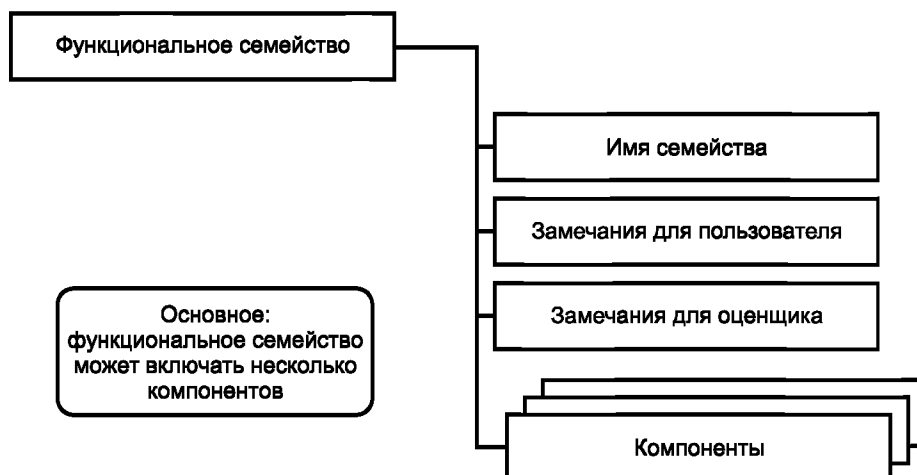 Функциональное семейство
Имя семейства
Замечания для пользователя
Замечания для оценщика
Основное:
функциональное семейство
может включать несколько
компонентов
Компоненты